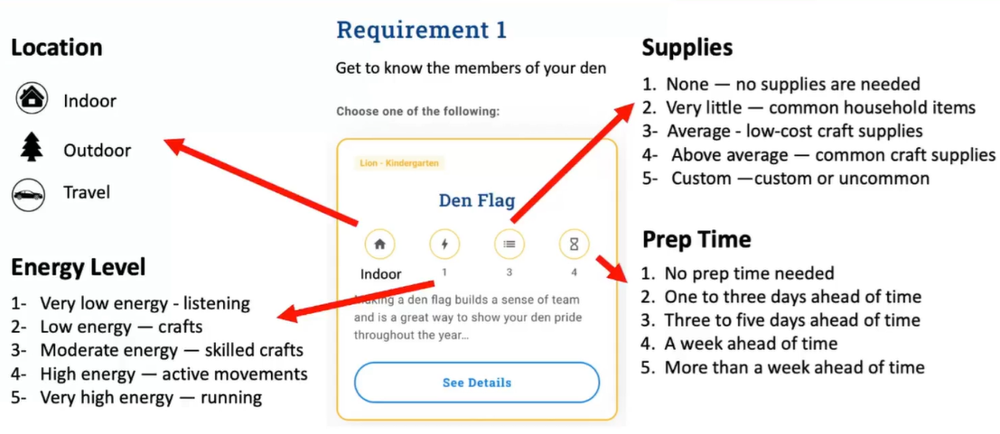 Location
Indoor
Outdoor
Travel
Energy Level
1- Very low energy - listening
2- Low energy — crafts
3- Moderate energy — skilled crafts
4- High energy — active movements
5- Very high energy — running
Requirement 1
Get to know the members of your den
Choose one of the following:
Lion - Kindergarten
Den Flag
Indoor
1
3
4
Making a den flag builds a sense of team
and is a great way to show your den pride
throughout the year...
See Details
Supplies
1. None — no supplies are needed
2. Very little — common household items
3- Average - low-cost craft supplies
4- Above average — common craft supplies
5- Custom —custom or uncommon
Prep Time
1. No prep time needed
2. One to three days ahead of time
3. Three to five days ahead of time
4. A week ahead of time
5. More than a week ahead of time